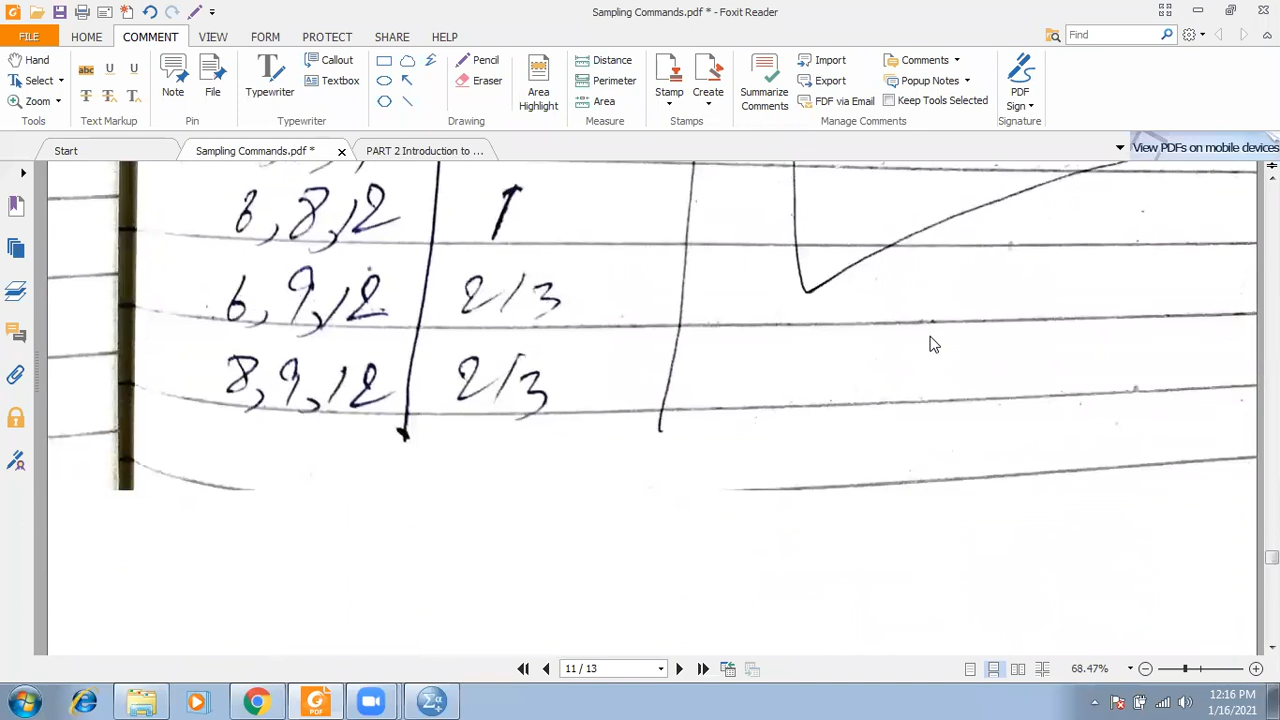 Sampling Commands.pdf * - Foxit Reader
FILE HOME COMMENT VIEW FORM PROTECT SHARE HELP Find
Hand Callout Pencil Distance Import Comments
Select Textbox Eraser Perimeter Export Popup Notes
Zoom Note File Typewriter Area Highlight Area Stamp Create Summarize Comments FDF via Email Keep Tools Selected PDF Sign
Tools Text Markup Pin Typewriter Drawing Measure Stamps Manage Comments Signature
Start Sampling Commands.pdf * PART 2 Introduction to ... View PDFs on mobile devices
6, 8, 12 1
6, 9, 12 2/3
8, 9, 12 2/3
11 / 13 68.47%
12:16 PM
1/16/2021